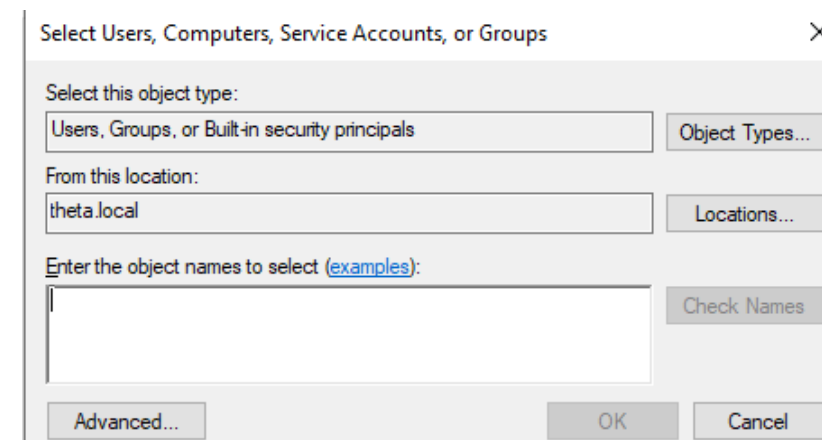 Select Users, Computers, Service Accounts, or Groups
Select this object type:
Users, Groups, or Built-in security principals
Object Types...
From this location:
theta.local
Locations...
Enter the object names to select (examples):
Check Names
Advanced...
OK
Cancel